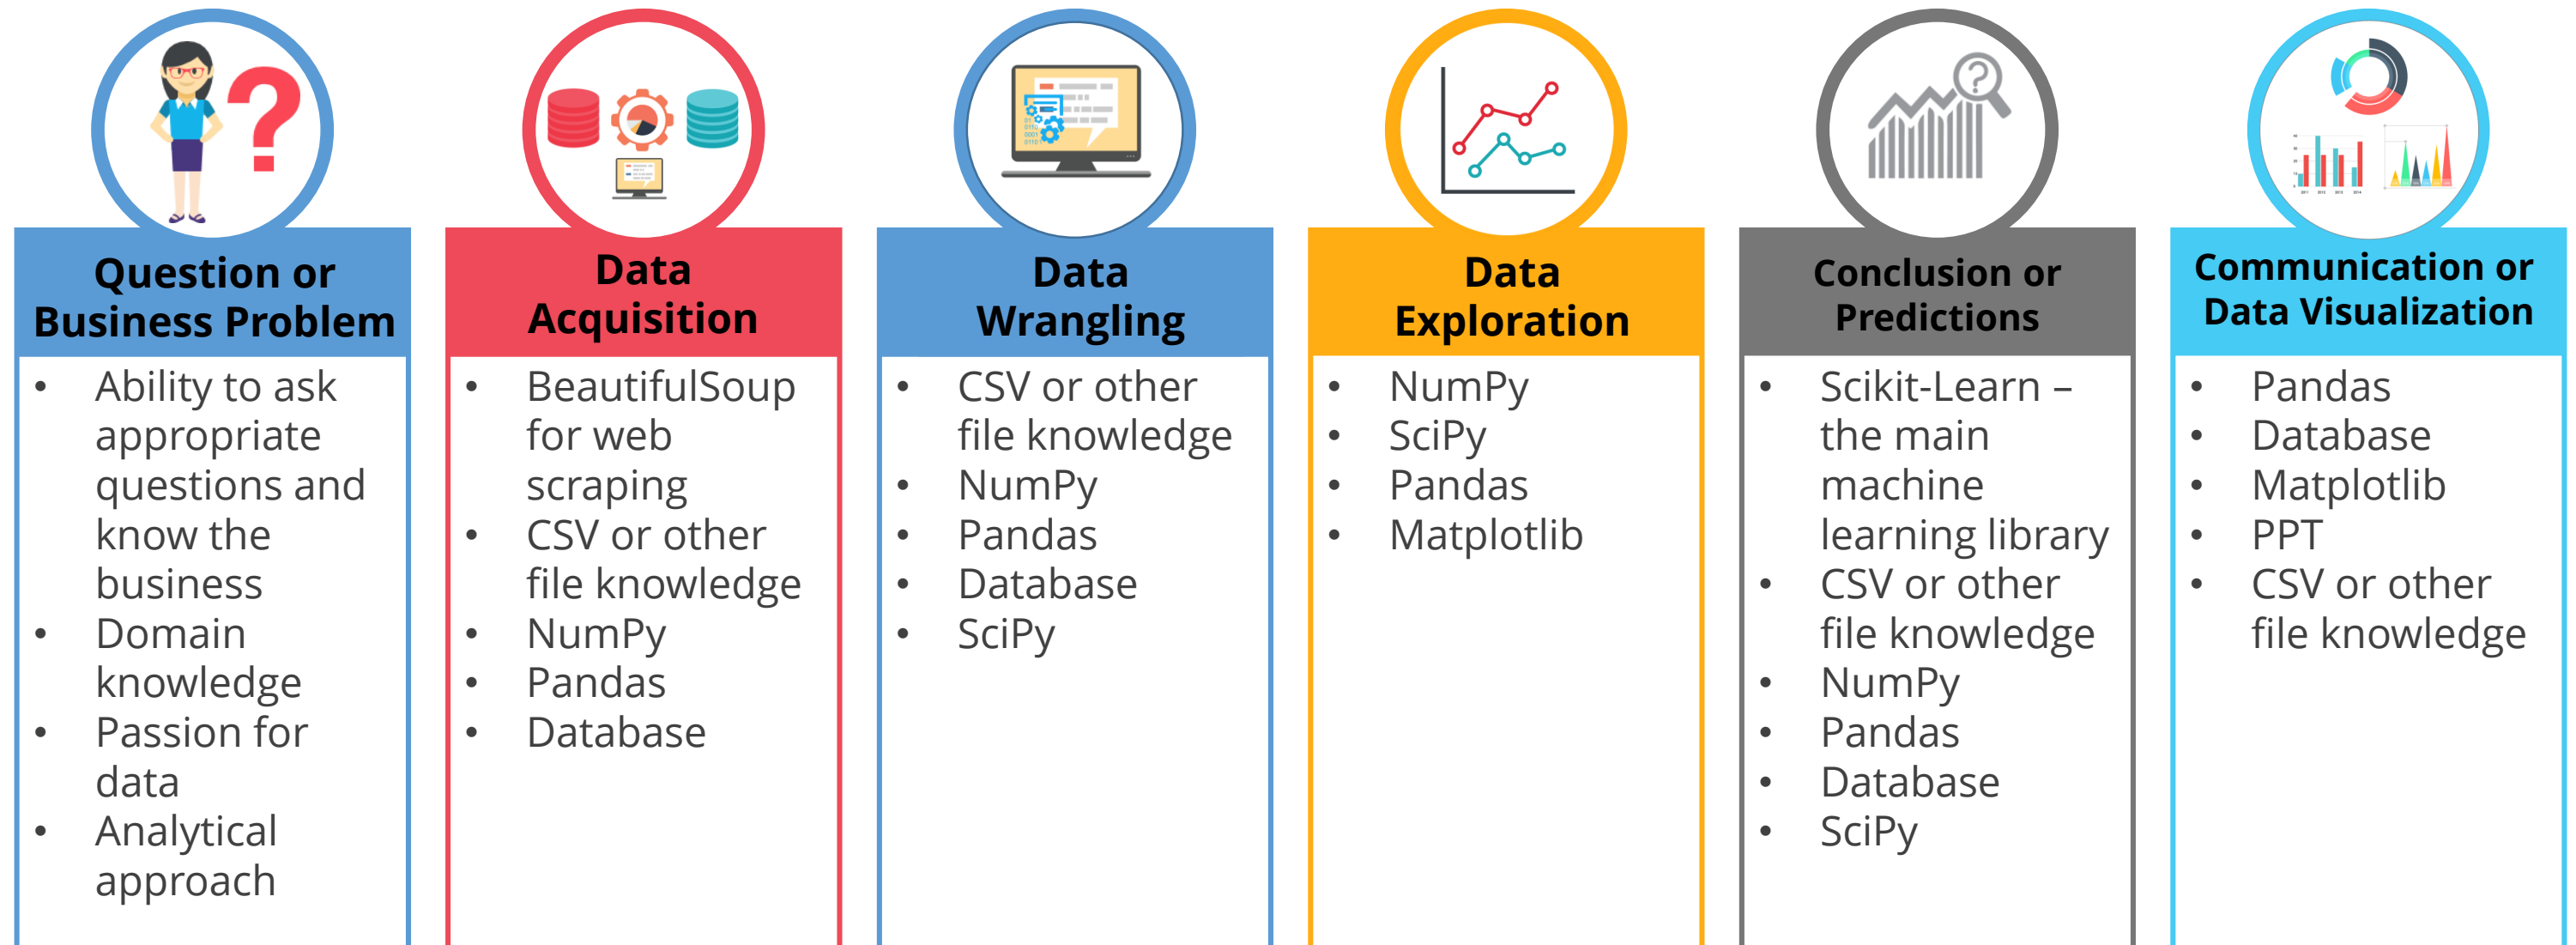 Question or
Business Problem
• Ability to ask
appropriate
questions and
know the
business
• Domain
knowledge
• Passion for
data
• Analytical
approach
Data
Acquisition
• BeautifulSoup
for web
scraping
• CSV or other
file knowledge
• NumPy
• Pandas
• Database
Data
Wrangling
• CSV or other
file knowledge
• NumPy
• Pandas
• Database
• SciPy
Data
Exploration
• NumPy
• SciPy
• Pandas
• Matplotlib
Conclusion or
Predictions
• Scikit-Learn –
the main
machine
learning library
• CSV or other
file knowledge
• NumPy
• Pandas
• Database
• SciPy
Communication or
Data Visualization
• Pandas
• Database
• Matplotlib
• PPT
• CSV or other
file knowledge